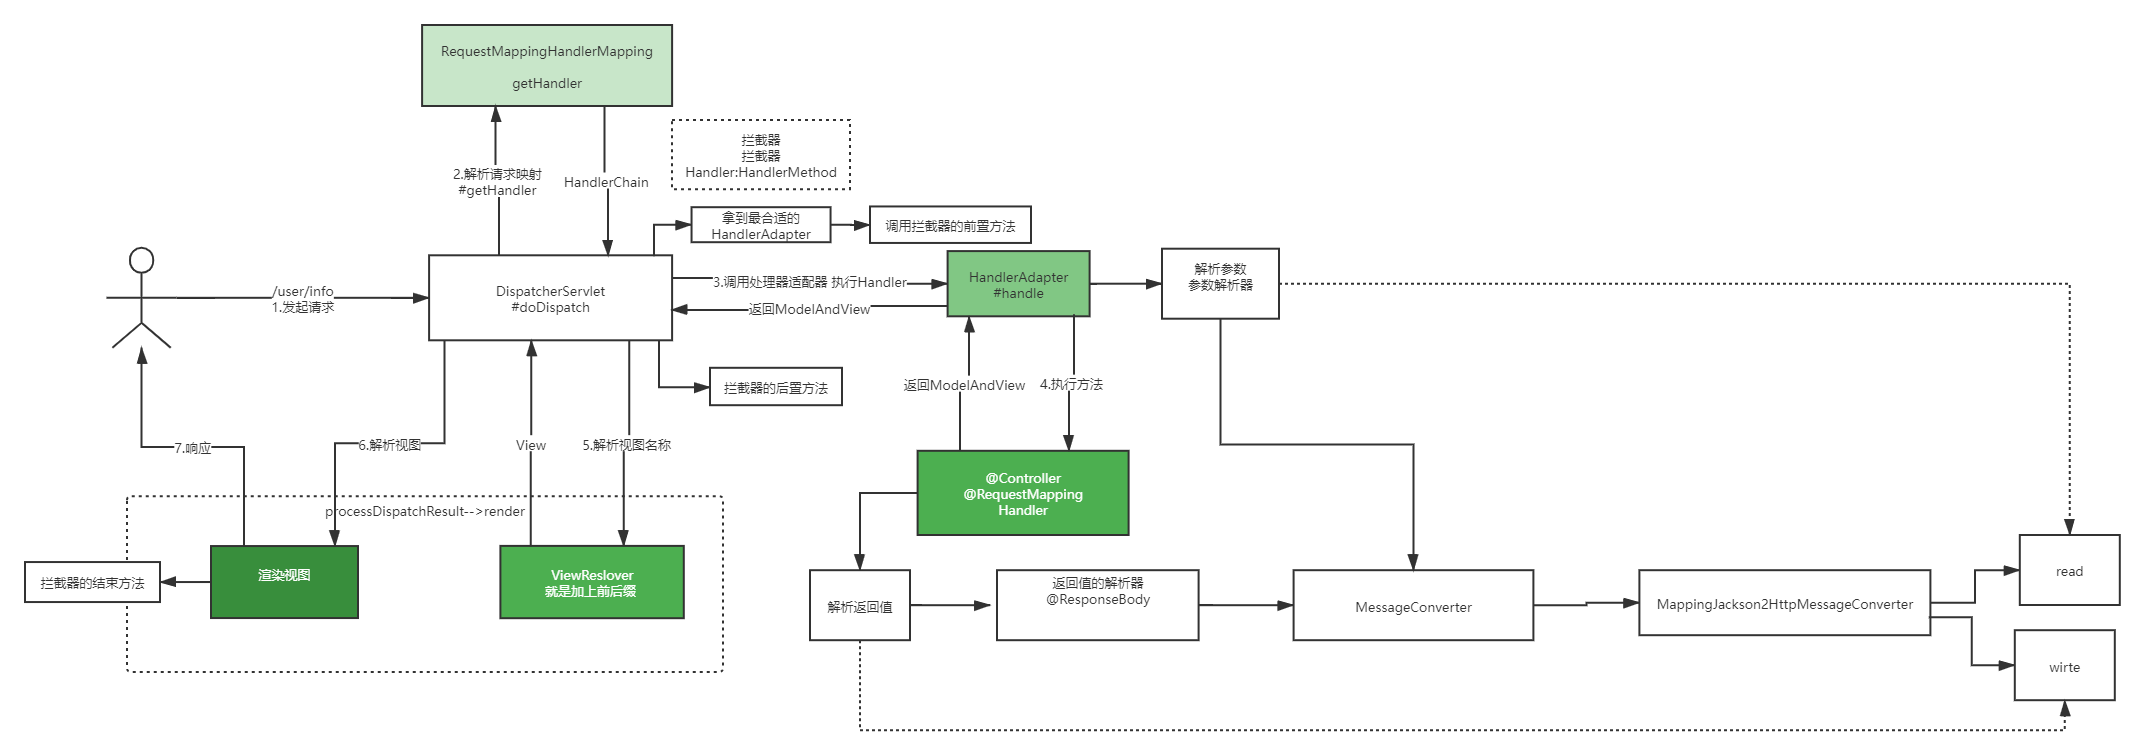 RequestMappingHandlerMapping
getHandler
拦截器
拦截器
Handler:HandlerMethod
2.解析请求映射
#getHandler
HandlerChain
拿到最合适的
HandlerAdapter
调用拦截器的前置方法
/user/info
1.发起请求
DispatcherServlet
#doDispatch
3.调用处理器适配器 执行Handler
返回ModelAndView
HandlerAdapter
#handle
解析参数
参数解析器
拦截器的后置方法
返回ModelAndView
4.执行方法
7.响应
6.解析视图
View
5.解析视图名称
@Controller
@RequestMapping
Handler
processDispatchResult-->render
拦截器的结束方法
渲染视图
ViewReslover
就是加上前后缀
解析返回值
返回值的解析器
@ResponseBody
MessageConverter
MappingJackson2HttpMessageConverter
read
wirte